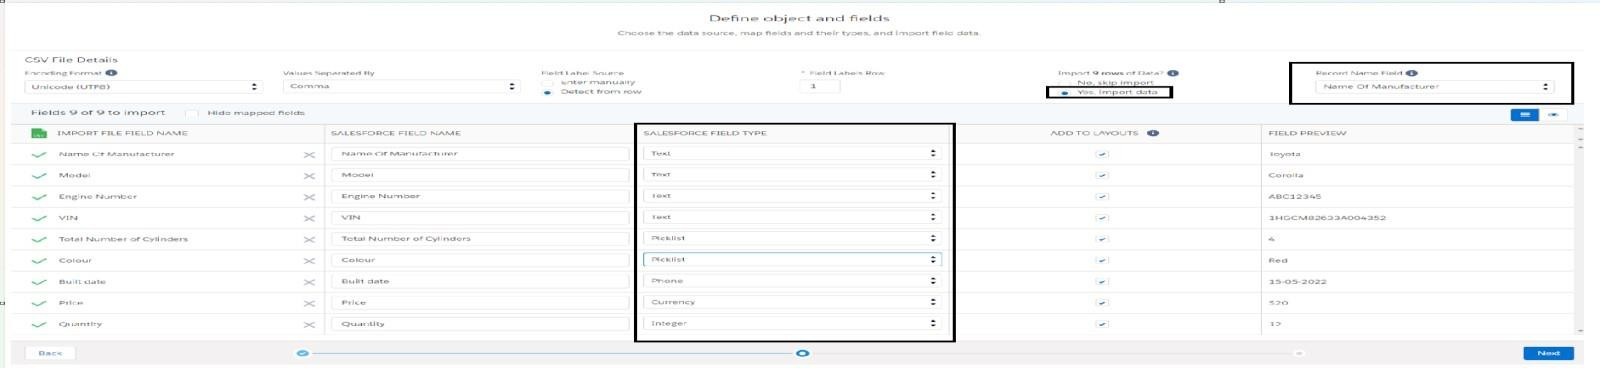 Define object and fields
Choose the data source, map fields and their types, and import field data.
CSV File Details
Encoding Format Values Separated By Field Label Source * Field Labels Row Import 9 rows of Data? Record Name Field
Enter manually No, skip import
Unicode (UTF8) Comma Detect from row 1 Yes, import data Name Of Manufacturer
Fields 9 of 9 to import Hide mapped fields
IMPORT FILE FIELD NAME SALESFORCE FIELD NAME SALESFORCE FIELD TYPE ADD TO LAYOUTS FIELD PREVIEW
Name Of Manufacturer Name Of Manufacturer Text Toyota
Model Model Text Corolla
Engine Number Engine Number Text ABC12345
VIN VIN Text 1HGCM82633A004352
Total Number of Cylinders Total Number of Cylinders Picklist 4
Colour Colour Picklist Red
Built date Built date Phone 15-05-2022
Price Price Currency 520
Quantity Quantity Integer 12
Back Next